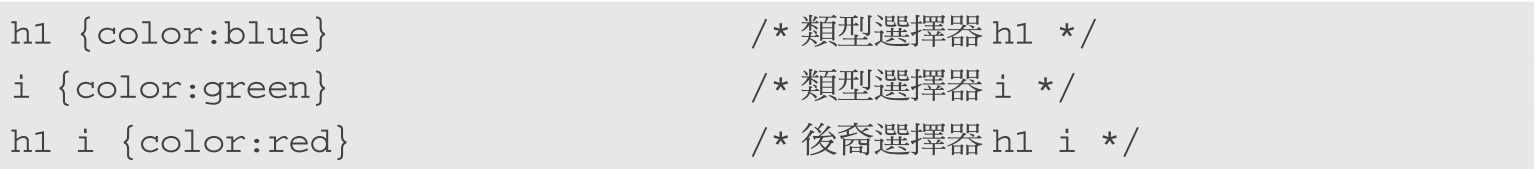 h1 {color:blue} /* 類型選擇器 h1 */
i {color:green} /* 類型選擇器 i */
h1 i {color:red} /* 後裔選擇器 h1 i */